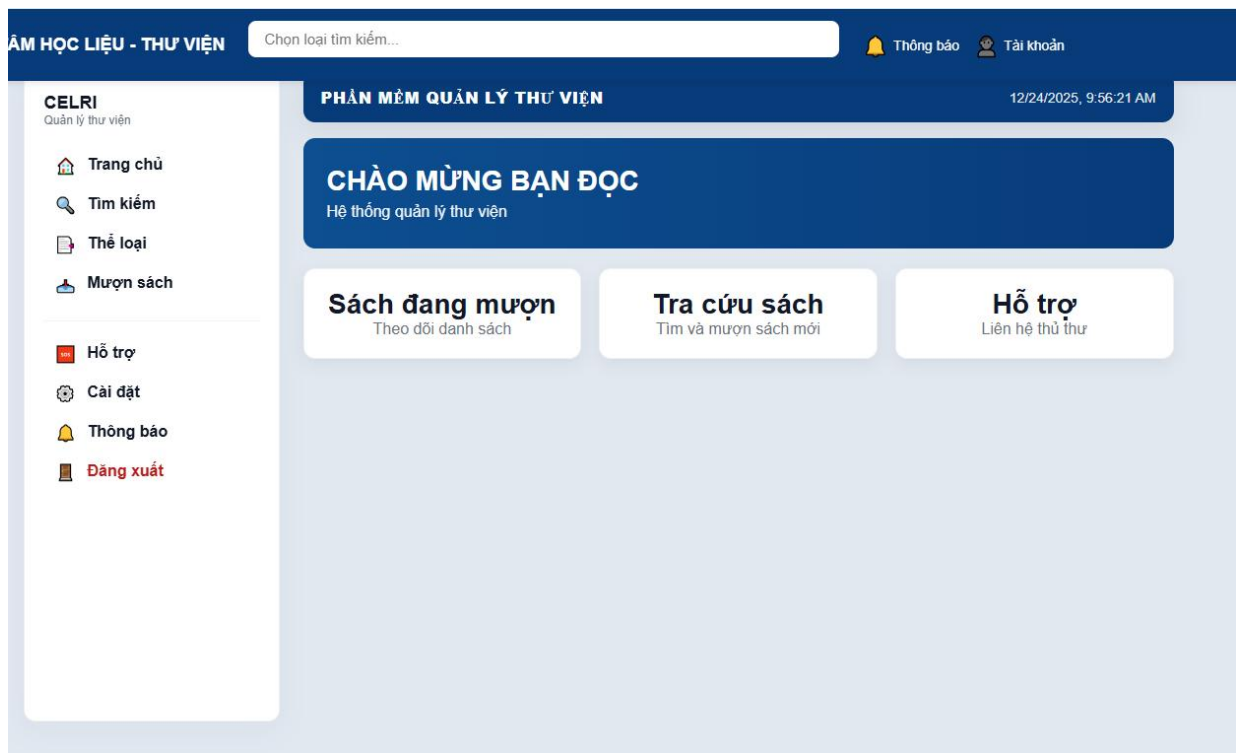 ÂM HỌC LIỆU - THƯ VIỆN
Chọn loại tìm kiếm...
Thông báo
Tài khoản
CELRI
Quản lý thư viện
Trang chủ
Tìm kiếm
Thể loại
Mượn sách
Hỗ trợ
Cài đặt
Thông báo
Đăng xuất
PHẦN MỀM QUẢN LÝ THƯ VIỆN
12/24/2025, 9:56:21 AM
CHÀO MỪNG BẠN ĐỌC
Hệ thống quản lý thư viện
Sách đang mượn
Theo dõi danh sách
Tra cứu sách
Tìm và mượn sách mới
Hỗ trợ
Liên hệ thủ thư